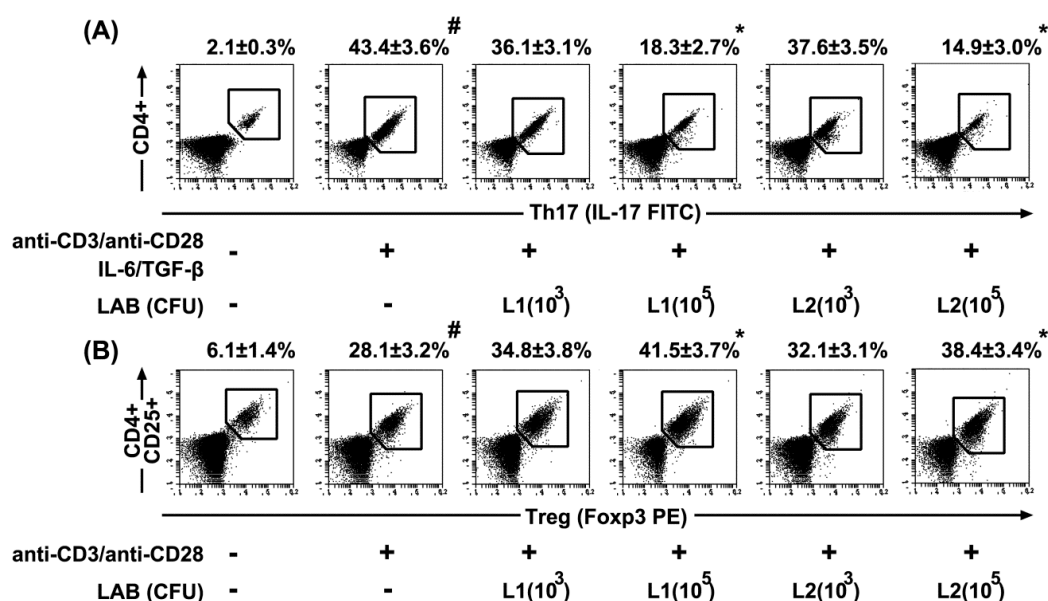 (A)
2.1±0.3% 43.4±3.6%# 36.1±3.1% 18.3±2.7%* 37.6±3.5% 14.9±3.0%*
CD4+
Th17 (IL-17 FITC)
anti-CD3/anti-CD28 - + + + + +
IL-6/TGF-β
LAB (CFU) - - L1(10³) L1(10⁵) L2(10³) L2(10⁵)
(B)
6.1±1.4% 28.1±3.2%# 34.8±3.8% 41.5±3.7%* 32.1±3.1% 38.4±3.4%*
CD4+
CD25+
Treg (Foxp3 PE)
anti-CD3/anti-CD28 - + + + + +
LAB (CFU) - - L1(10³) L1(10⁵) L2(10³) L2(10⁵)